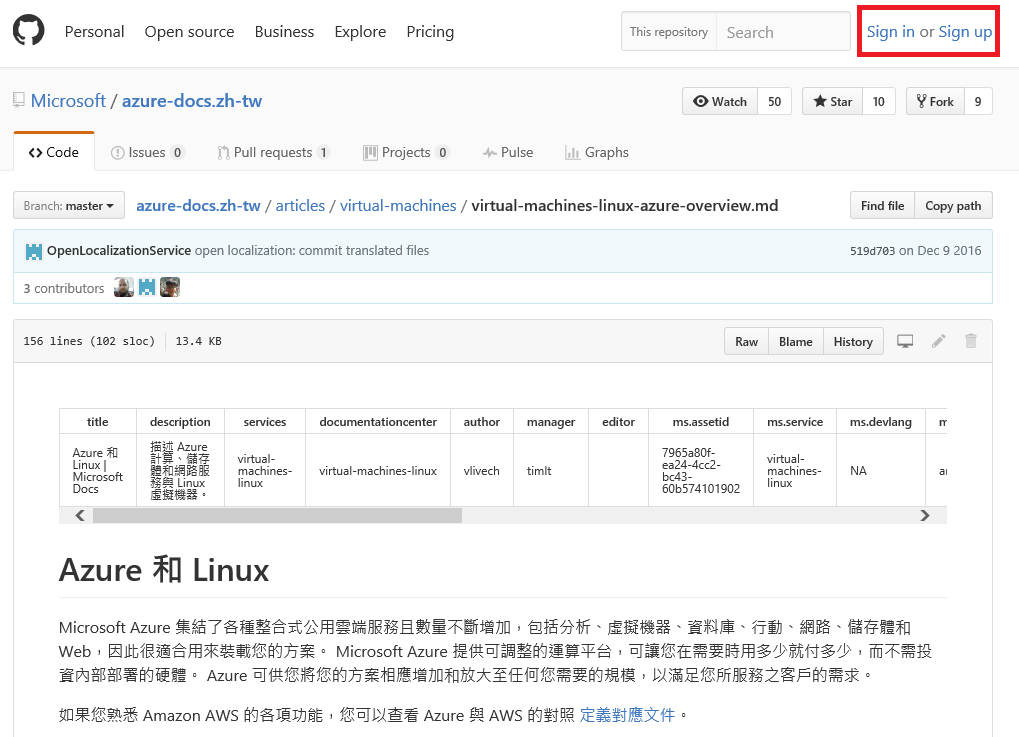 Personal Open source Business Explore Pricing This repository Search Sign in or Sign up
Microsoft / azure-docs.zh-tw Watch 50 Star 10 Fork 9
<> Code Issues 0 Pull requests 1 Projects 0 Pulse Graphs
Branch: master azure-docs.zh-tw / articles / virtual-machines / virtual-machines-linux-azure-overview.md Find file Copy path
OpenLocalizationService open localization: commit translated files 519d703 on Dec 9 2016
3 contributors
156 lines (102 sloc) 13.4 KB Raw Blame History
title description services documentationcenter author manager editor ms.assetid ms.service ms.devlang
Azure 和
Linux |
Microsoft
Docs
描述 Azure
計算、儲存
體和網路服
務與 Linux
虛擬機器。
virtual-
machines-
linux
virtual-machines-linux
vlivech
timlt
7965a80f-
ea24-4cc2-
bc43-
60b574101902
virtual-
machines-
linux
NA
Azure 和 Linux
Microsoft Azure 集結了各種整合式公用雲端服務且數量不斷增加，包括分析、虛擬機器、資料庫、行動、網路、儲存體和
Web，因此很適合用來裝載您的方案。 Microsoft Azure 提供可調整的運算平台，可讓您在需要時用多少就付多少，而不需投
資內部部署的硬體。 Azure 可供您將您的方案相應增加和放大至任何您需要的規模，以滿足您所服務之客戶的需求。
如果您熟悉 Amazon AWS 的各項功能，您可以查看 Azure 與 AWS 的對照 定義對應文件。